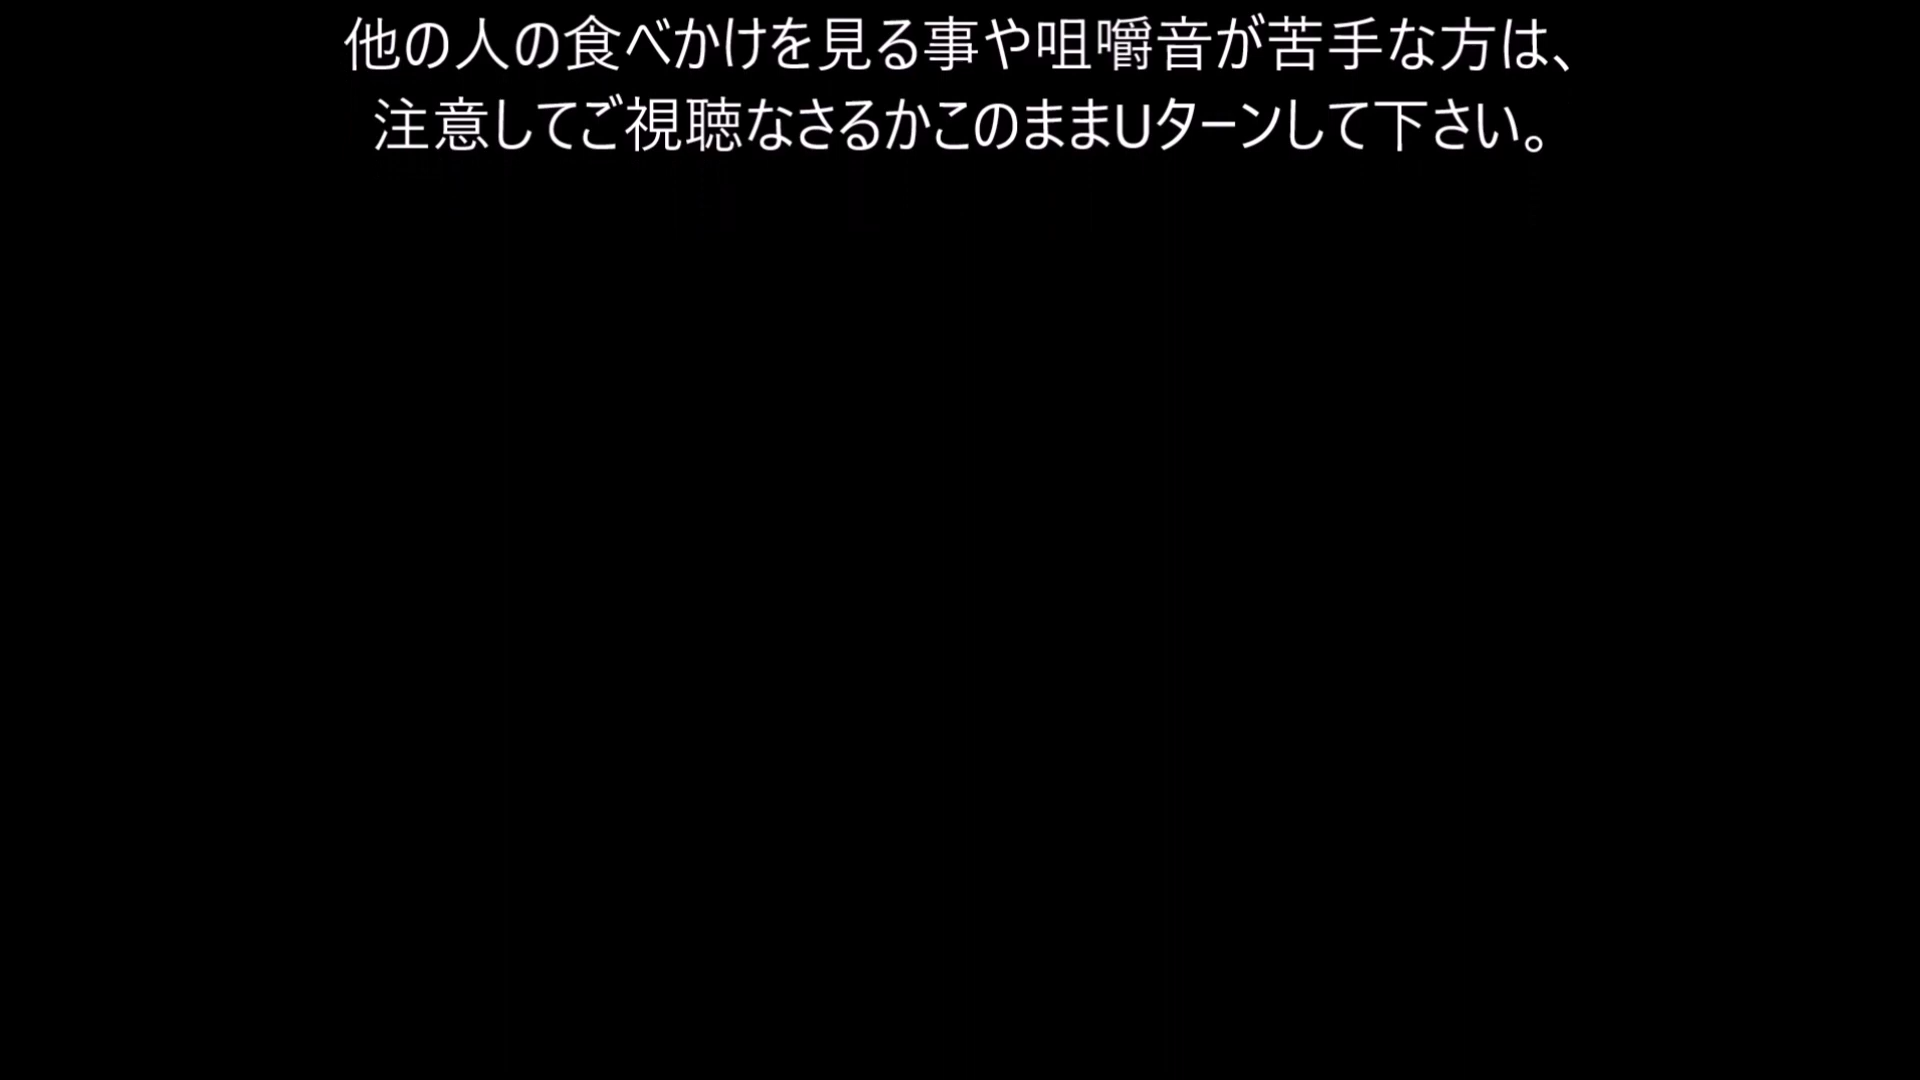 他の人の食べかけを見る事や咀嚼音が苦手な方は、
注意してご視聴なさるかこのままUターンして下さい。